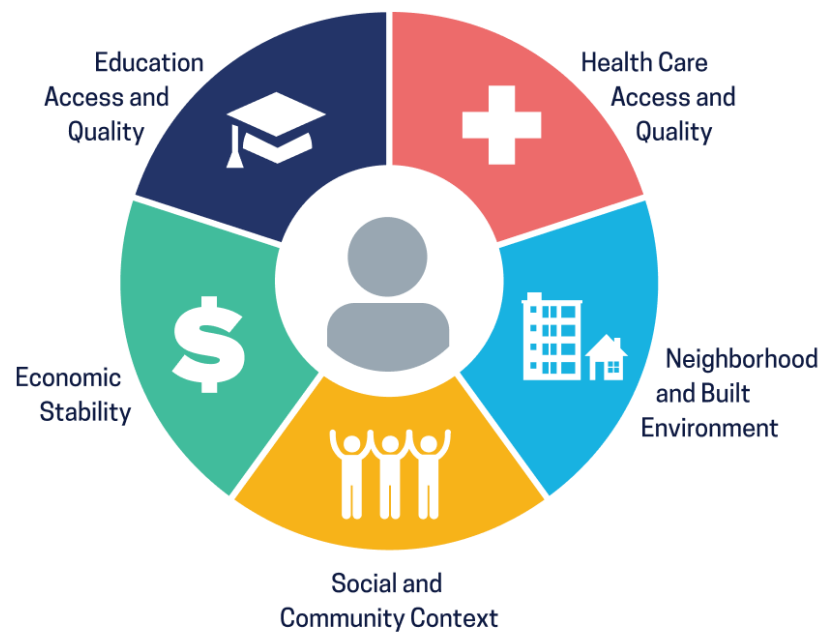 Education
Access and
Quality
Health Care
Access and
Quality
Economic
Stability
Neighborhood
and Built
Environment
Social and
Community Context